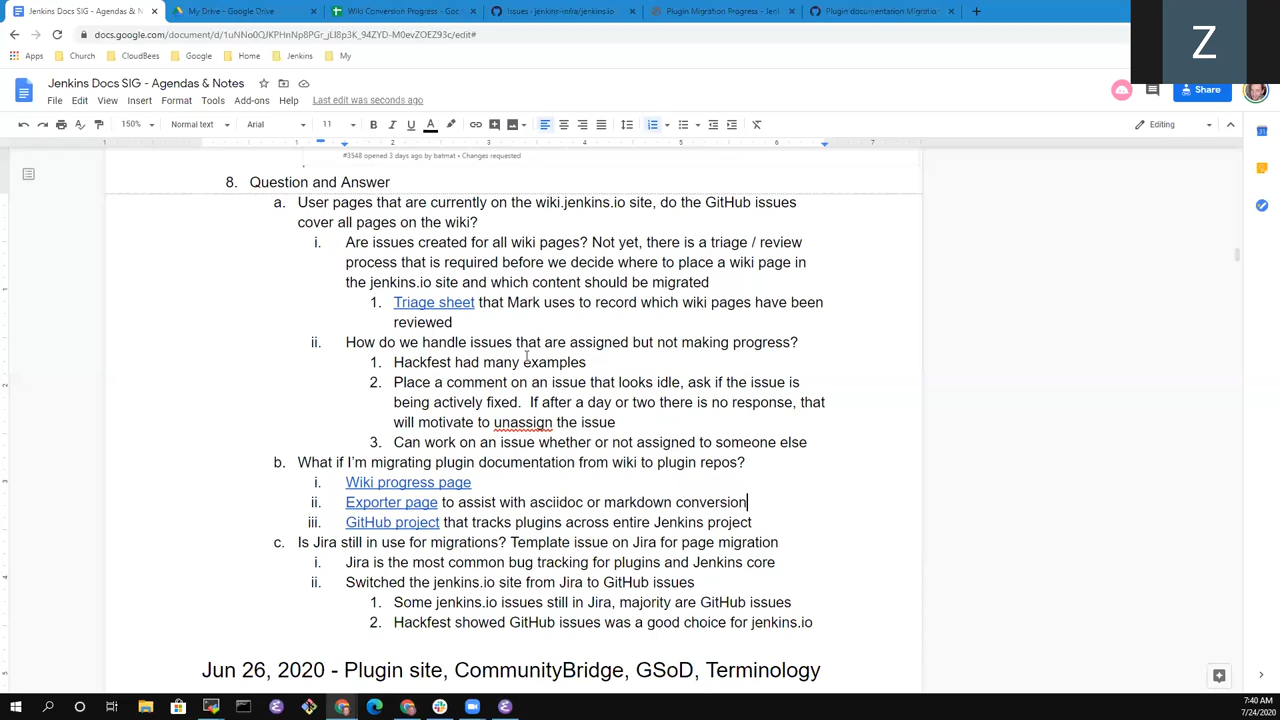 Jenkins Docs SIG - Agendas & N
My Drive - Google Drive
Wiki Conversion Progress - Goo
Issues · jenkins-infra/jenkins.io
Plugin Migration Progress - Jen
Plugin documentation Migratio
docs.google.com/document/d/1uNNo0QJKPHnNp8PGr_jLI8p3K_94ZYD-M0evZOEZ93c/edit#
Z
Apps Church CloudBees Google Home Jenkins My
Jenkins Docs SIG - Agendas & Notes
Share
File Edit View Insert Format Tools Add-ons Help Last edit was seconds ago
150% Normal text Arial 11 B I U A Editing
1 2 3 4 5 6 7
#3548 opened 3 days ago by batmat • Changes requested
8. Question and Answer
a. User pages that are currently on the wiki.jenkins.io site, do the GitHub issues
cover all pages on the wiki?
i. Are issues created for all wiki pages? Not yet, there is a triage / review
process that is required before we decide where to place a wiki page in
the jenkins.io site and which content should be migrated
1. Triage sheet that Mark uses to record which wiki pages have been
reviewed
ii. How do we handle issues that are assigned but not making progress?
1. Hackfest had many examples
2. Place a comment on an issue that looks idle, ask if the issue is
being actively fixed. If after a day or two there is no response, that
will motivate to unassign the issue
3. Can work on an issue whether or not assigned to someone else
b. What if I'm migrating plugin documentation from wiki to plugin repos?
i. Wiki progress page
ii. Exporter page to assist with asciidoc or markdown conversion
iii. GitHub project that tracks plugins across entire Jenkins project
c. Is Jira still in use for migrations? Template issue on Jira for page migration
i. Jira is the most common bug tracking for plugins and Jenkins core
ii. Switched the jenkins.io site from Jira to GitHub issues
1. Some jenkins.io issues still in Jira, majority are GitHub issues
2. Hackfest showed GitHub issues was a good choice for jenkins.io
Jun 26, 2020 - Plugin site, CommunityBridge, GSoD, Terminology
7:40 AM
7/24/2020